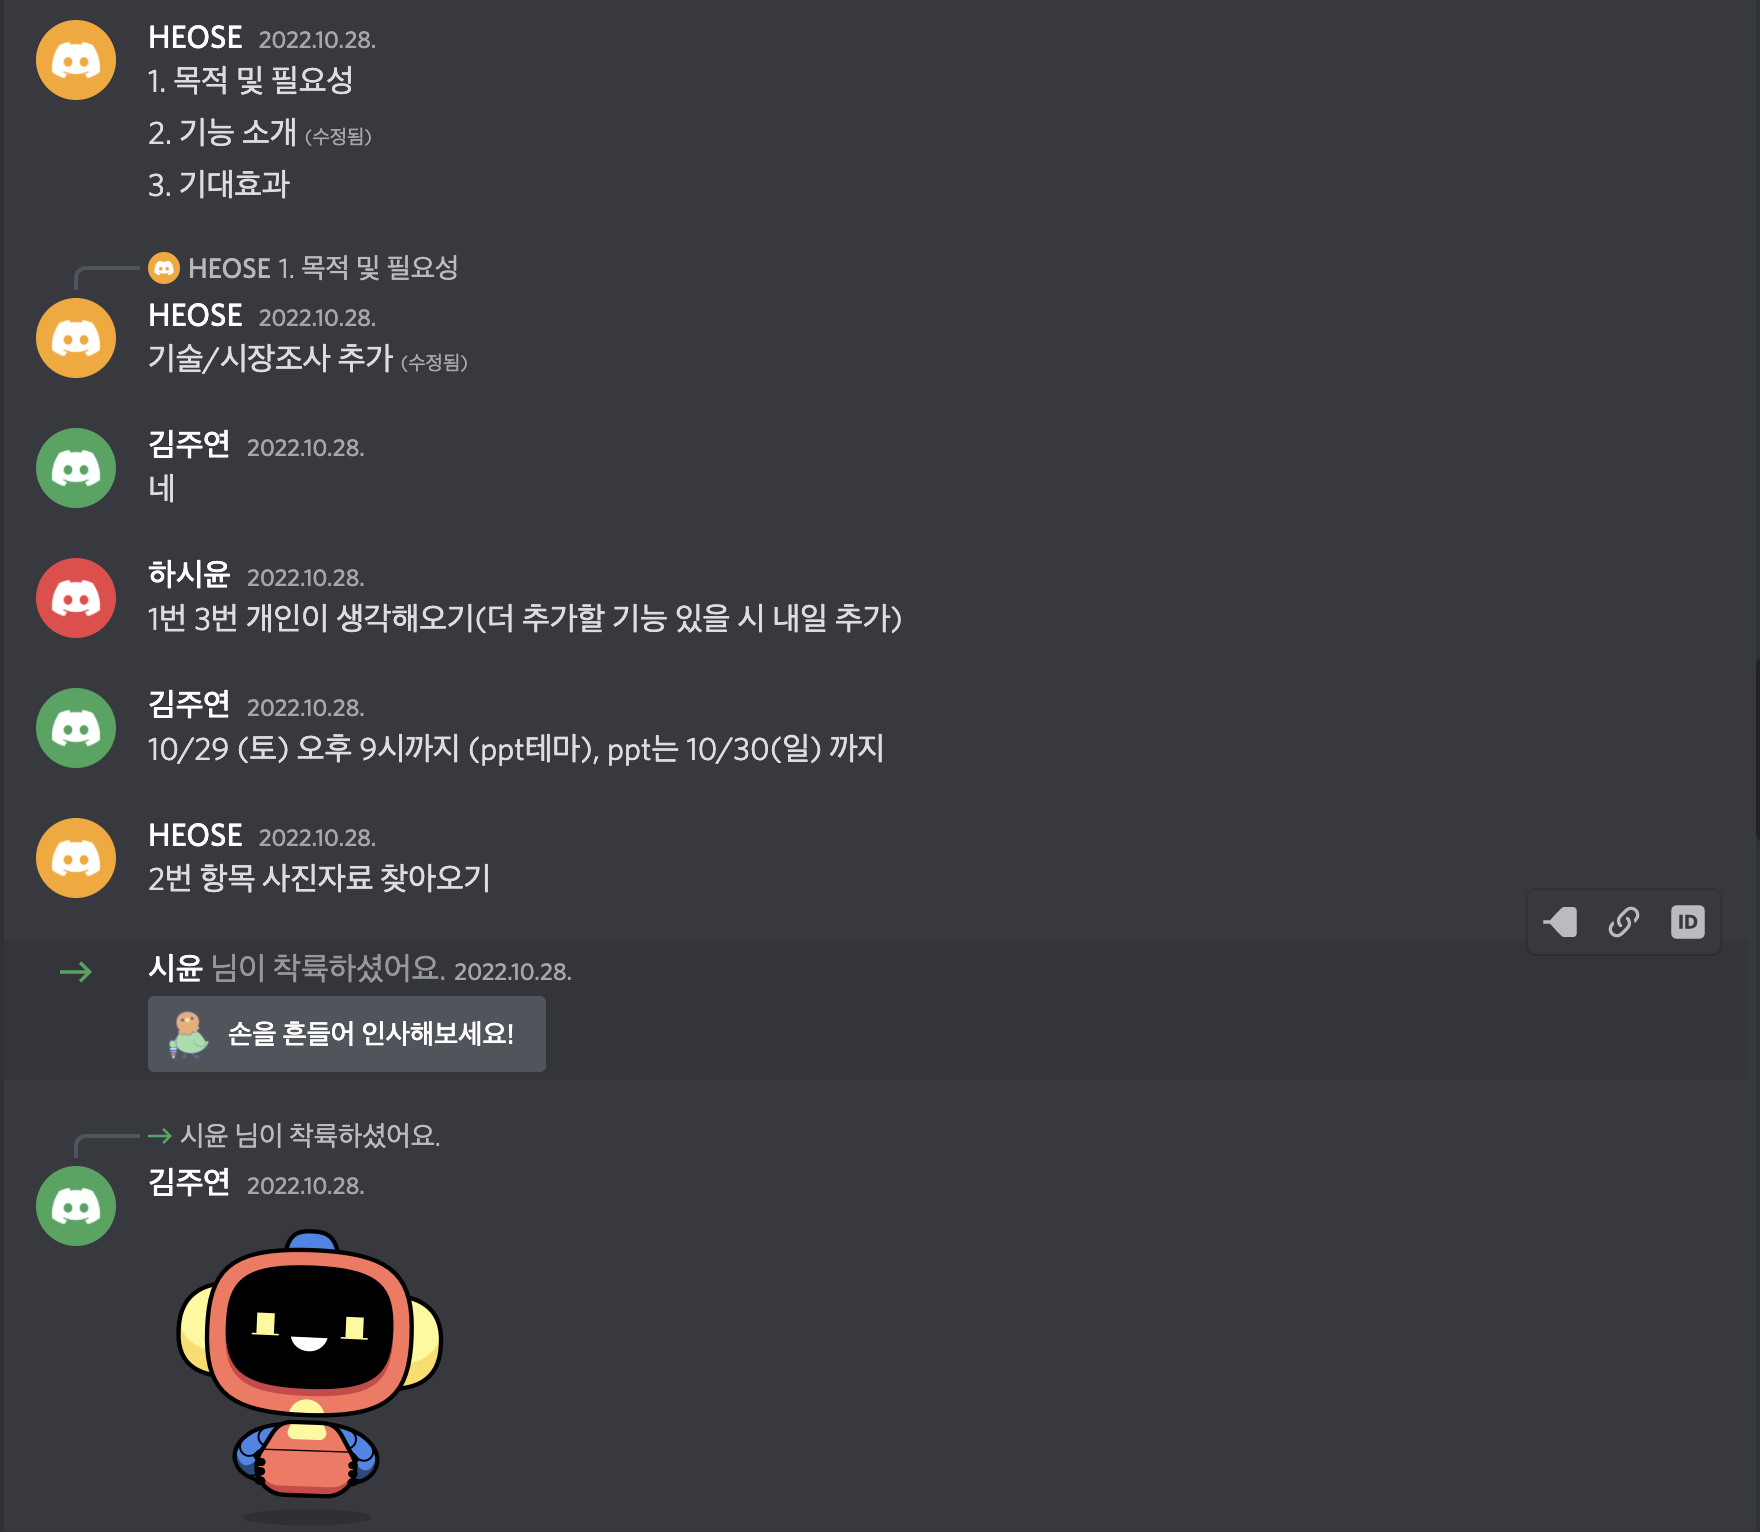 HEOSE 2022.10.28.
1. 목적 및 필요성
2. 기능 소개 (수정됨)
3. 기대효과
HEOSE 1. 목적 및 필요성
HEOSE 2022.10.28.
기술/시장조사 추가 (수정됨)
김주연 2022.10.28.
네
하시윤 2022.10.28.
1번 3번 개인이 생각해오기(더 추가할 기능 있을 시 내일 추가)
김주연 2022.10.28.
10/29 (토) 오후 9시까지 (ppt테마), ppt는 10/30(일) 까지
HEOSE 2022.10.28.
2번 항목 사진자료 찾아오기
ID
시윤 님이 착륙하셨어요. 2022.10.28.
손을 흔들어 인사해보세요!
시윤 님이 착륙하셨어요.
김주연 2022.10.28.